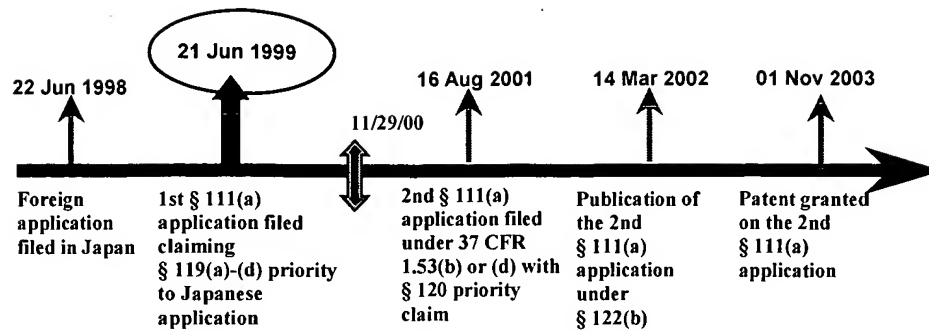 21 Jun 1999
22 Jun 1998
16 Aug 2001
14 Mar 2002
01 Nov 2003
11/29/00
Foreign
application
filed in Japan
1st § 111(a)
application filed
claiming
§ 119(a)-(d) priority
to Japanese
application
2nd § 111(a)
application filed
under 37 CFR
1.53(b) or (d) with
§ 120 priority
claim
Publication of
the 2nd
§ 111(a)
application
under
§ 122(b)
Patent granted
on the 2nd
§ 111(a)
application